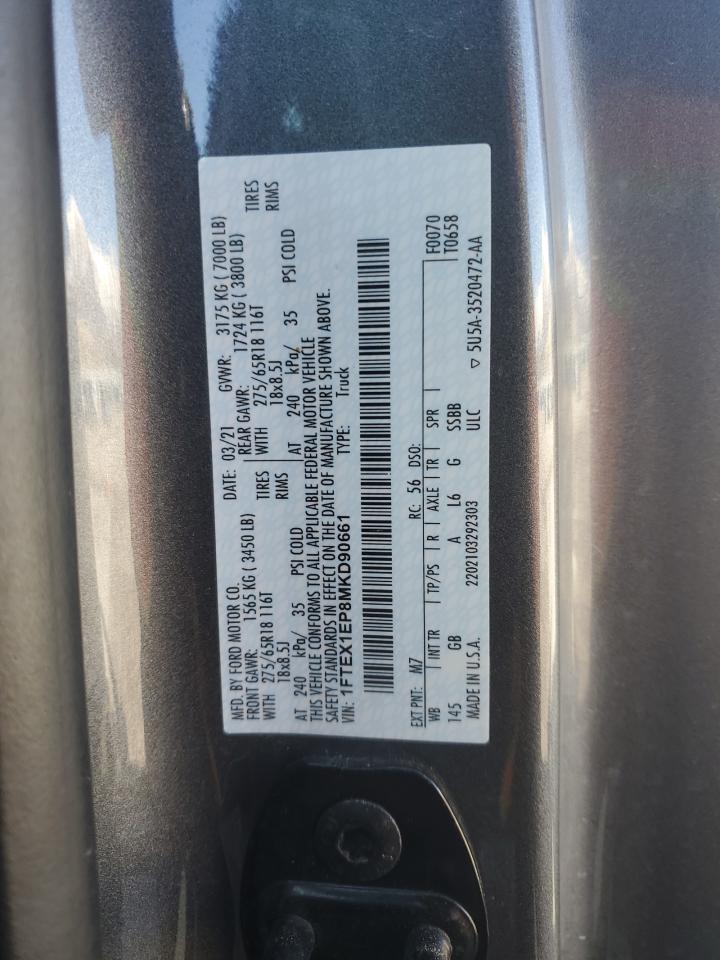 MFD. BY FORD MOTOR CO. DATE: 03/21 GVWR: 3175 KG ( 7000 LB)
FRONT GAWR: 1565 KG ( 3450 LB) REAR GAWR: 1724 KG ( 3800 LB)
WITH 275/65R18 116T TIRES WITH 275/65R18 116T TIRES
18x8.5J RIMS 18x8.5J RIMS
AT 240 kPa/ 35 PSI COLD AT 240 kPa/ 35 PSI COLD
THIS VEHICLE CONFORMS TO ALL APPLICABLE FEDERAL MOTOR VEHICLE
SAFETY STANDARDS IN EFFECT ON THE DATE OF MANUFACTURE SHOWN ABOVE.
VIN: 1FTEX1EP8MKD90661 TYPE: Truck
EXT PNT: M7 RC: 56 DSO: F0070
WB INT TR TP/PS R AXLE TR SPR T0658
145 GB A L6 G SSBB
MADE IN U.S.A. 2202103292303 ULC ▽ 5U5A-3520472-AA